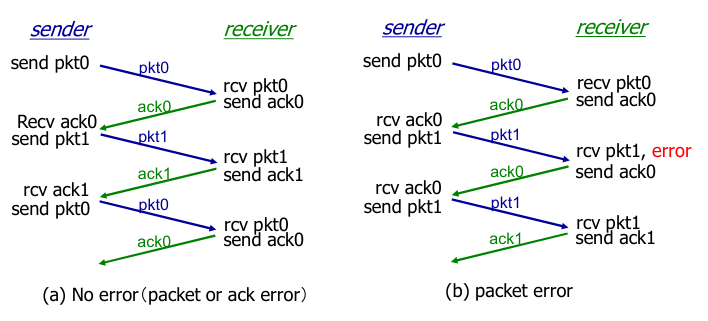 sender
receiver
send pkt0
pkt0
rcv pkt0
send ack0
ack0
Recv ack0
send pkt1
pkt1
rcv pkt1
send ack1
ack1
rcv ack1
send pkt0
pkt0
rcv pkt0
send ack0
ack0
(a) No error(packet or ack error)
sender
receiver
send pkt0
pkt0
recv pkt0
send ack0
ack0
rcv ack0
send pkt1
pkt1
rcv pkt1, error
send ack0
ack0
rcv ack0
send pkt1
pkt1
rcv pkt1
send ack1
ack1
(b) packet error